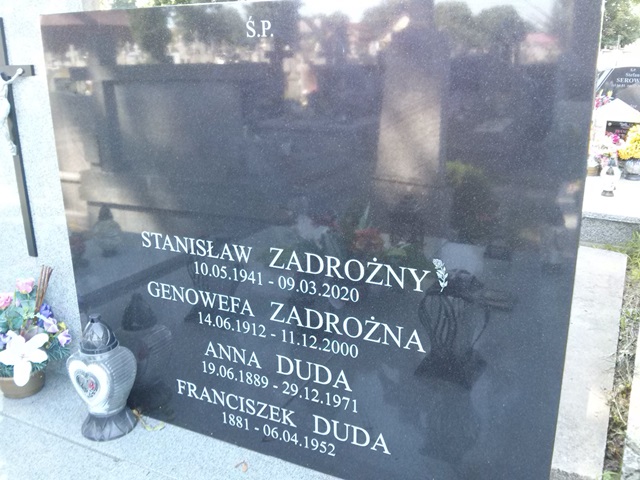 Ś.P.
STANISŁAW ZADROŻNY
10.05.1941 - 09.03.2020
GENOWEFA ZADROŻNA
14.06.1912 - 11.12.2000
ANNA DUDA
19.06.1889 - 29.12.1971
FRANCISZEK DUDA
1881 - 06.04.1952